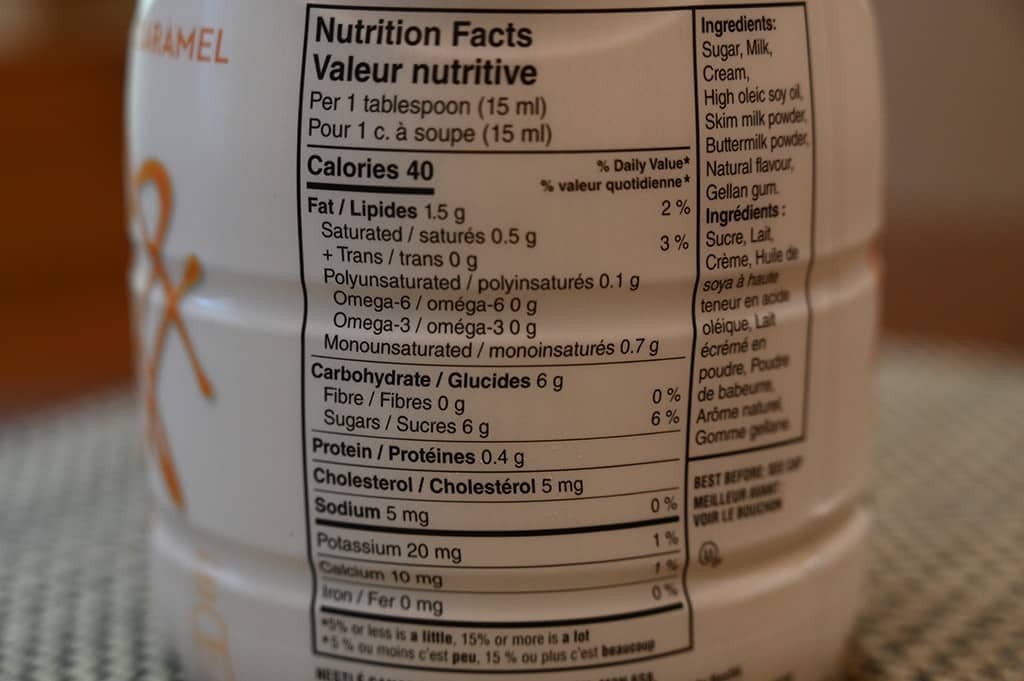 ARAMEL
Nutrition Facts
Valeur nutritive
Per 1 tablespoon (15 ml)
Pour 1 c. à soupe (15 ml)
Calories 40
% Daily Value*
% valeur quotidienne*
Fat / Lipides 1.5 g 2 %
Saturated / saturés 0.5 g
+ Trans / trans 0 g 3 %
Polyunsaturated / polyinsaturés 0.1 g
Omega-6 / oméga-6 0 g
Omega-3 / oméga-3 0 g
Monounsaturated / monoinsaturés 0.7 g
Carbohydrate / Glucides 6 g
Fibre / Fibres 0 g 0 %
Sugars / Sucres 6 g 6 %
Protein / Protéines 0.4 g
Cholesterol / Cholestérol 5 mg
Sodium 5 mg 0 %
Potassium 20 mg 1 %
Calcium 10 mg 1 %
Iron / Fer 0 mg 0 %
*5% or less is a little, 15% or more is a lot
*5 % ou moins c'est peu, 15 % ou plus c'est beaucoup
Ingredients:
Sugar, Milk,
Cream,
High oleic soy oil,
Skim milk powder,
Buttermilk powder,
Natural flavour,
Gellan gum.
Ingrédients :
Sucre, Lait,
Crème, Huile de
soya à haute
teneur en acide
oléique, Lait
écrémé en
poudre, Poudre
de babeurre,
Arôme naturel,
Gomme gellane.
BEST BEFORE: SEE CAP
MEILLEUR AVANT:
VOIR LE BOUCHON